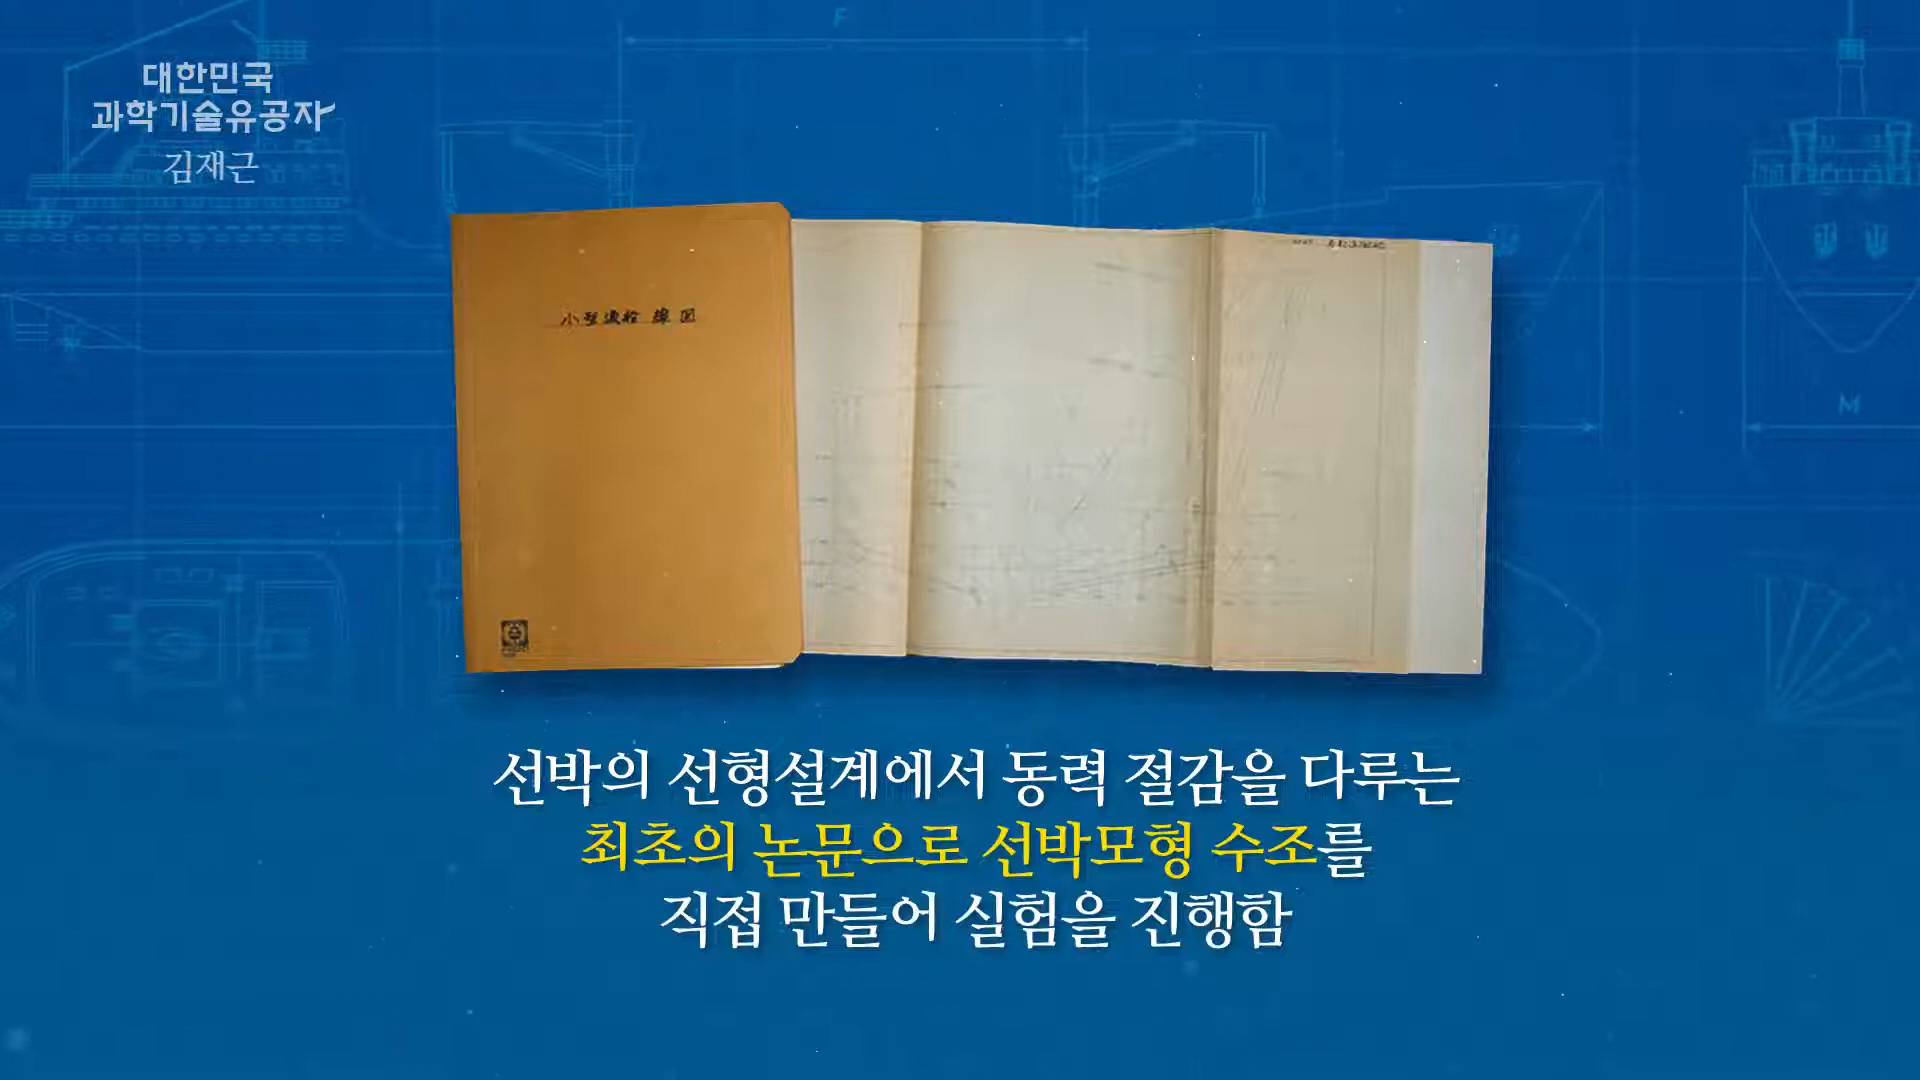 대한민국
과학기술유공자
김재근
F
小型漁船 線図
M
선박의 선형설계에서 동력 절감을 다루는
최초의 논문으로 선박모형 수조를
직접 만들어 실험을 진행함